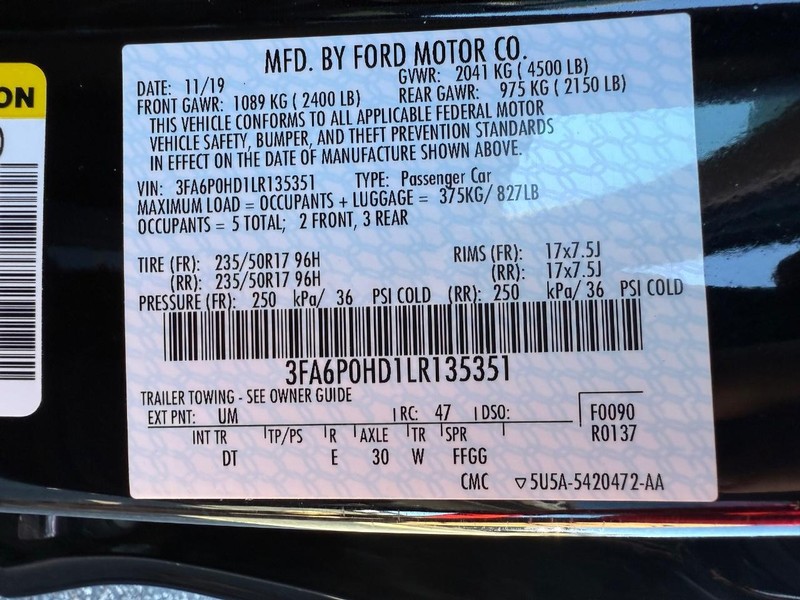 ON
MFD. BY FORD MOTOR CO.
DATE: 11/19 GVWR: 2041 KG ( 4500 LB)
FRONT GAWR: 1089 KG ( 2400 LB) REAR GAWR: 975 KG ( 2150 LB)
THIS VEHICLE CONFORMS TO ALL APPLICABLE FEDERAL MOTOR
VEHICLE SAFETY, BUMPER, AND THEFT PREVENTION STANDARDS
IN EFFECT ON THE DATE OF MANUFACTURE SHOWN ABOVE.
VIN: 3FA6P0HD1LR135351 TYPE: Passenger Car
MAXIMUM LOAD = OCCUPANTS + LUGGAGE = 375KG/ 827LB
OCCUPANTS = 5 TOTAL; 2 FRONT, 3 REAR
TIRE (FR): 235/50R17 96H RIMS (FR): 17x7.5J
(RR): 235/50R17 96H (RR): 17x7.5J
PRESSURE (FR): 250 kPa/ 36 PSI COLD (RR): 250 kPa/ 36 PSI COLD
3FA6P0HD1LR135351
TRAILER TOWING - SEE OWNER GUIDE
EXT PNT: UM RC: 47 DSO: F0090
INT TR TP/PS R AXLE TR SPR R0137
DT E 30 W FFGG
CMC ▽5U5A-5420472-AA